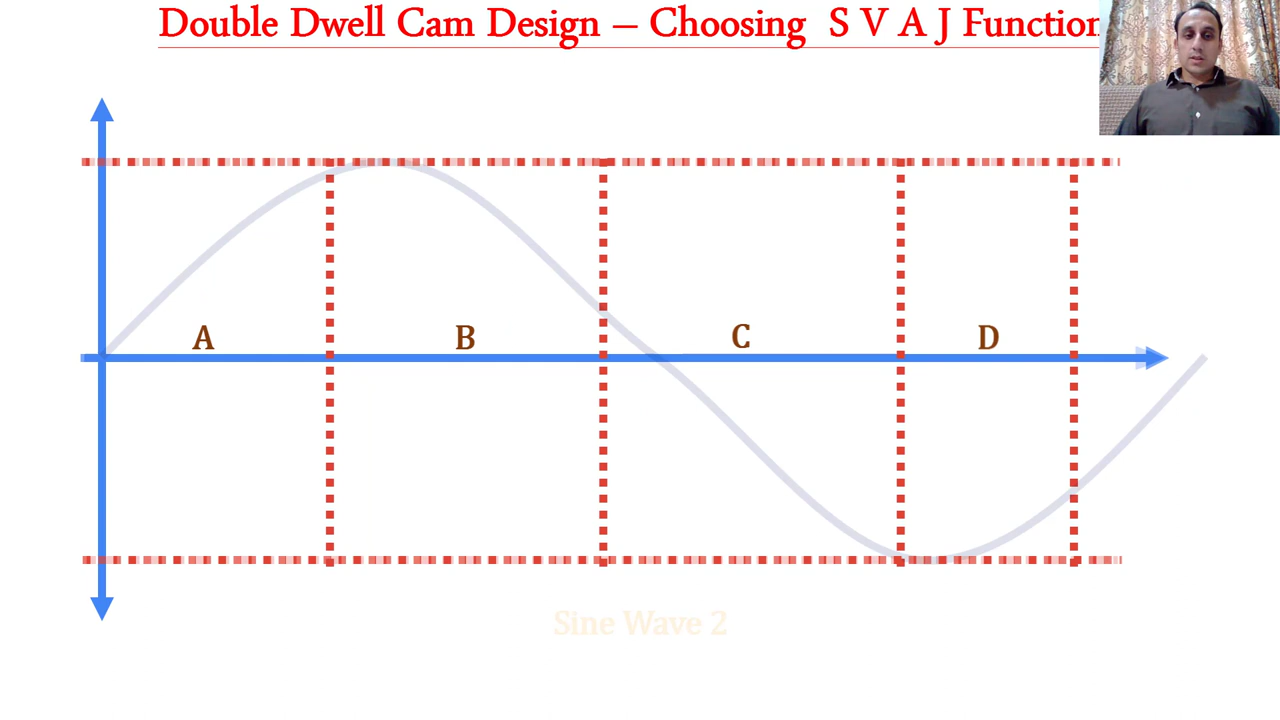 Double Dwell Cam Design – Choosing S V A J Function
A B C D
Sine Wave 2